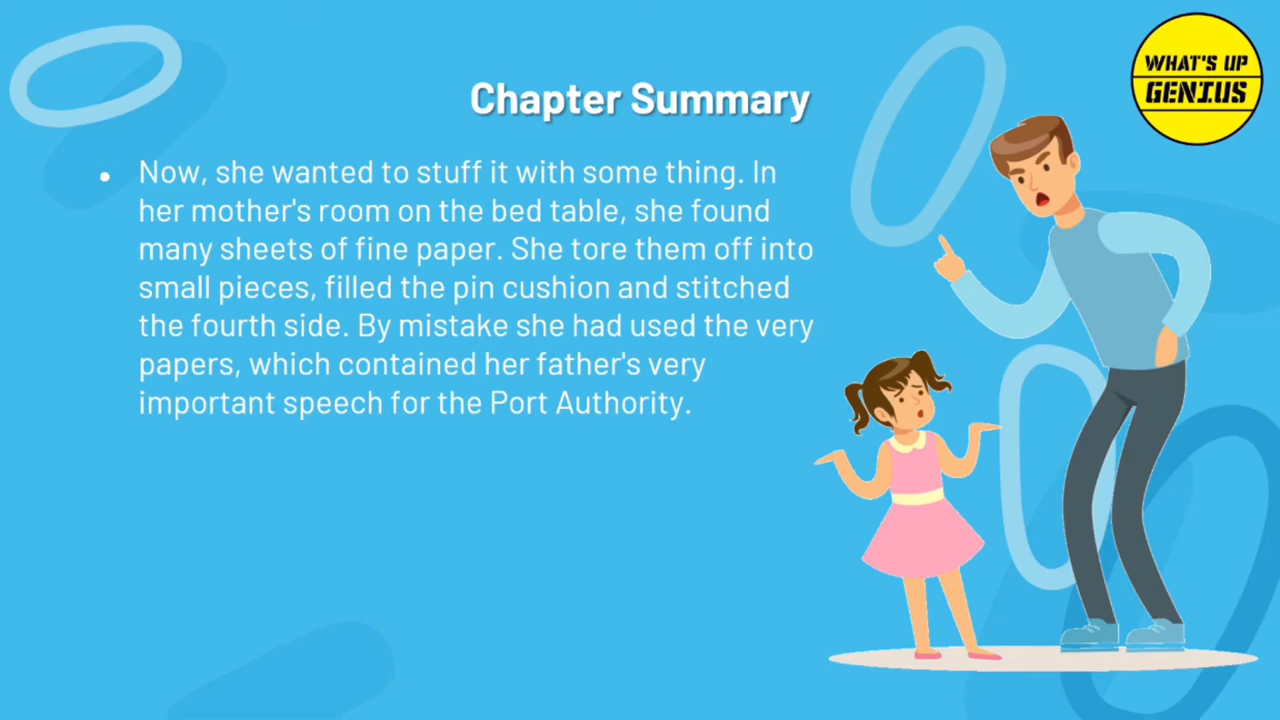 WHAT'S UP
GENIUS
Chapter Summary
• Now, she wanted to stuff it with some thing. In
her mother's room on the bed table, she found
many sheets of fine paper. She tore them off into
small pieces, filled the pin cushion and stitched
the fourth side. By mistake she had used the very
papers, which contained her father's very
important speech for the Port Authority.